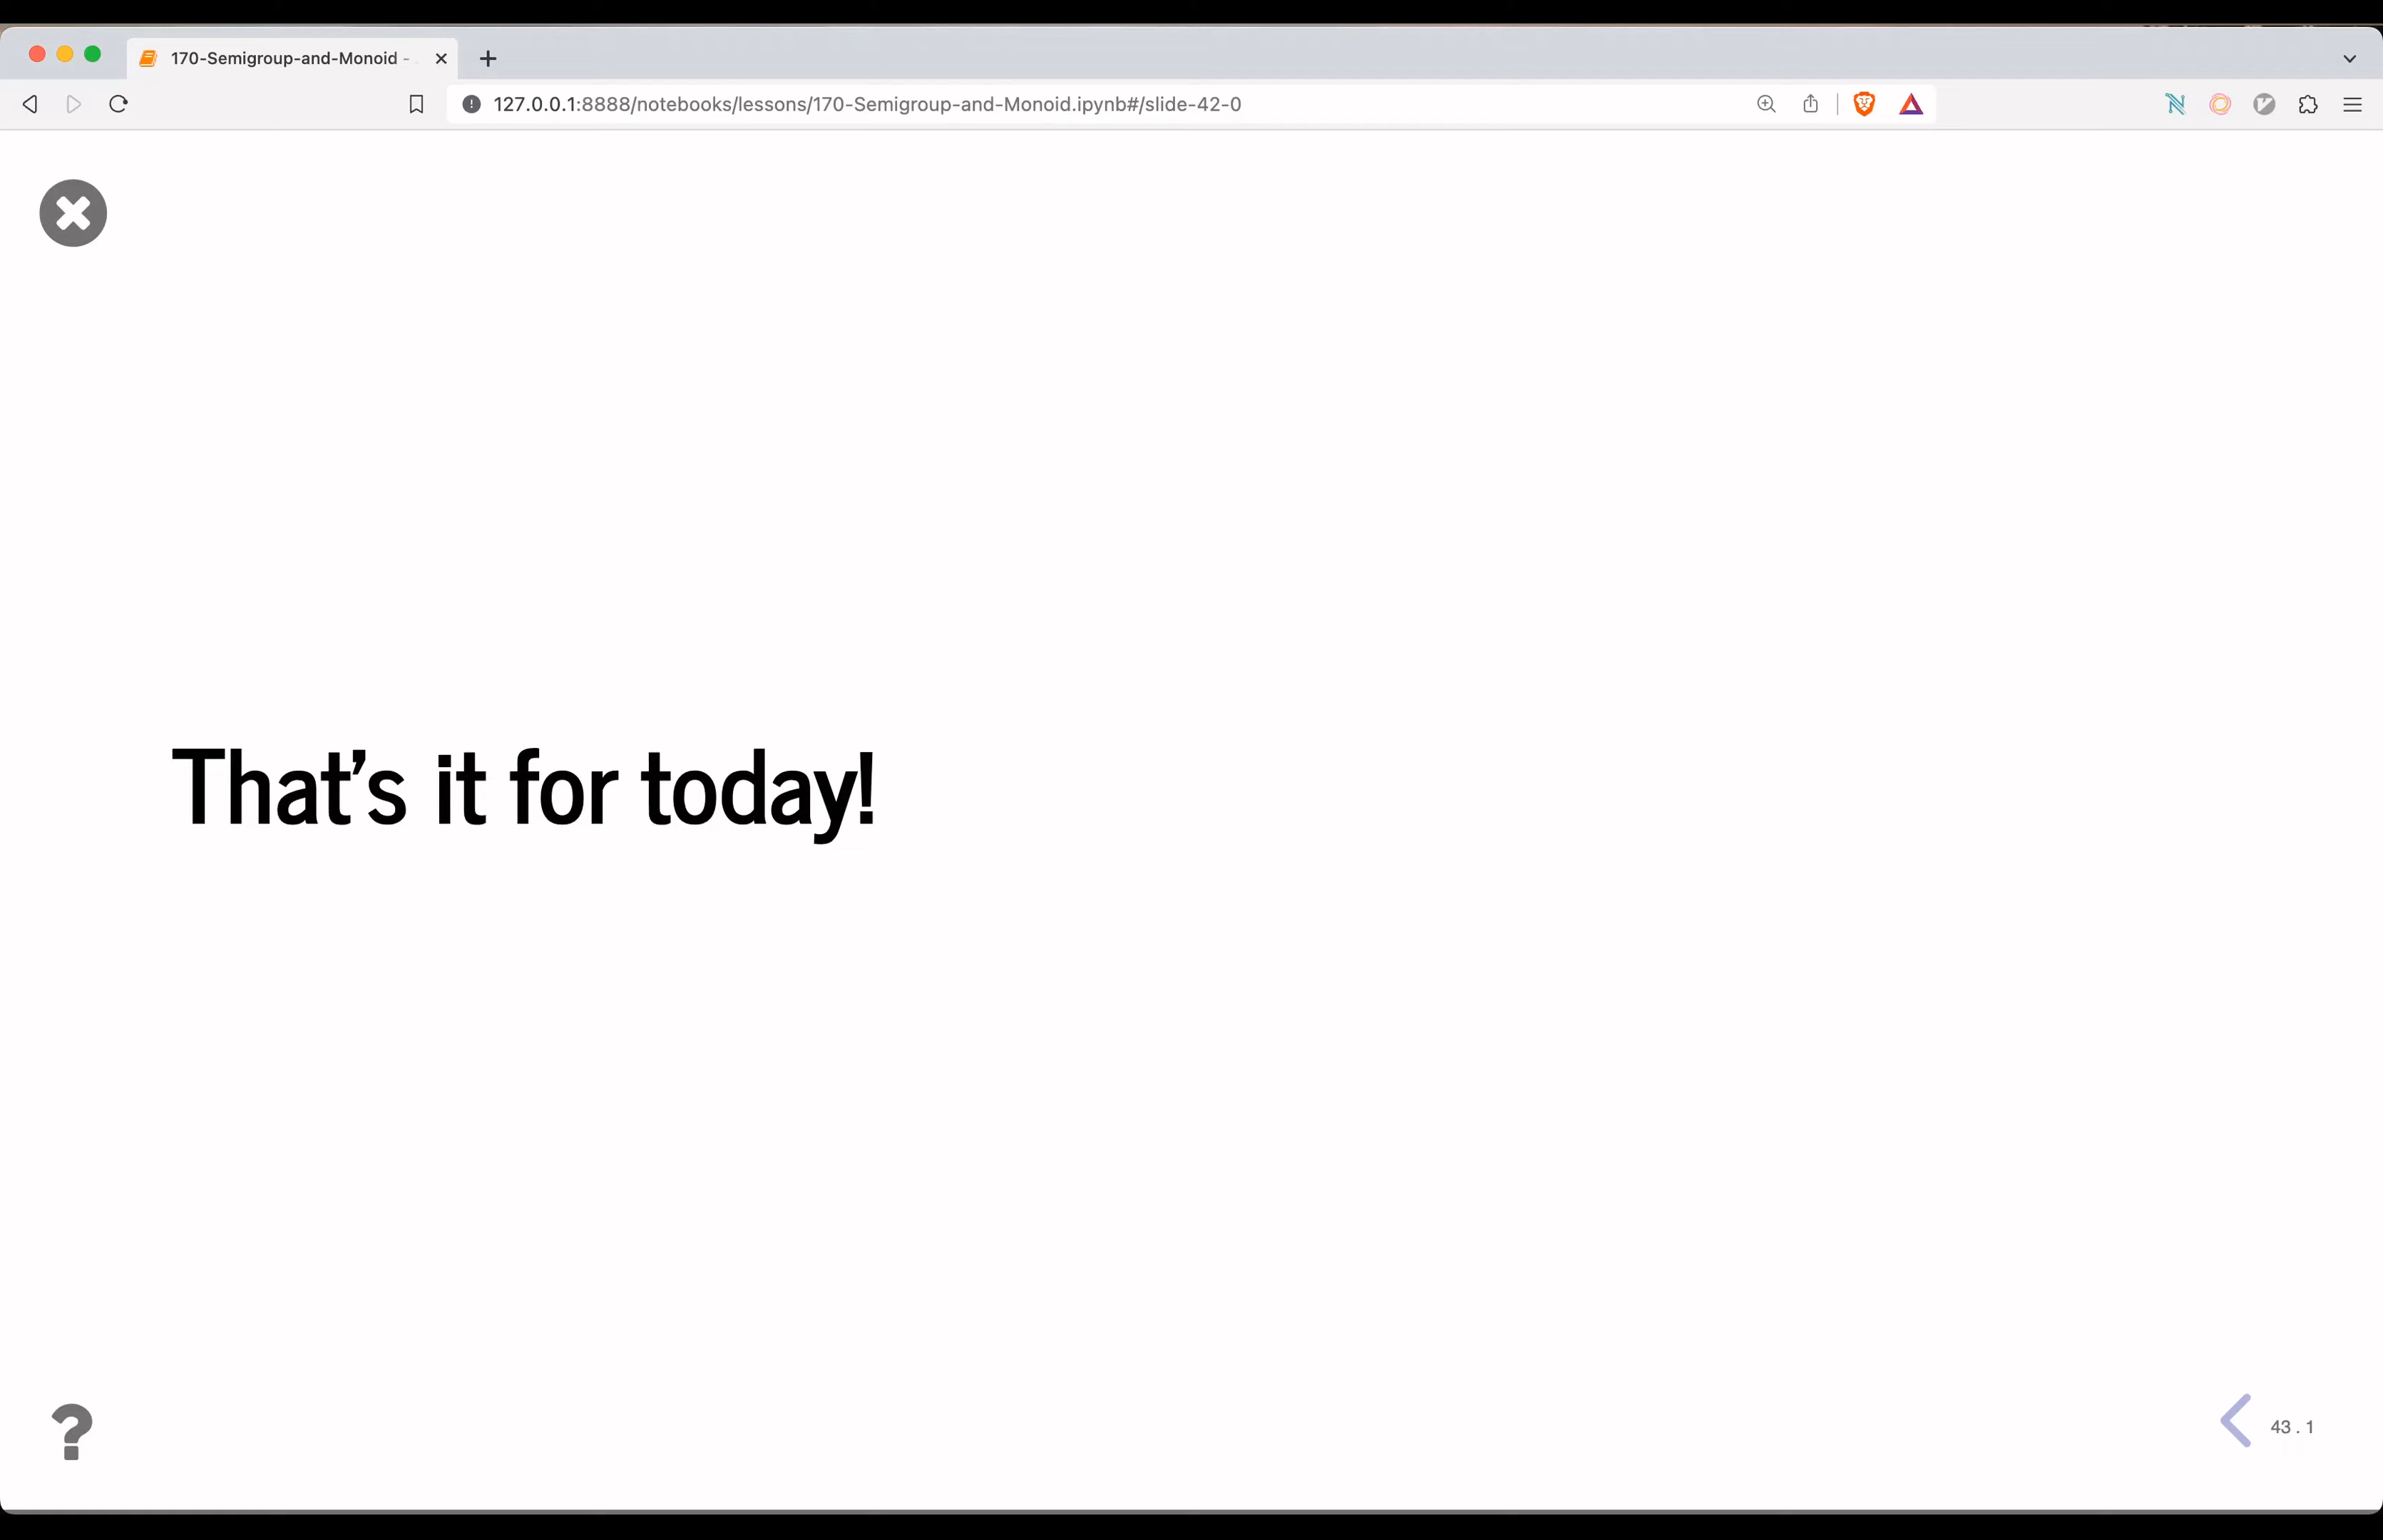 170-Semigroup-and-Monoid -
127.0.0.1:8888/notebooks/lessons/170-Semigroup-and-Monoid.ipynb#/slide-42-0
That's it for today!
?
43 . 1